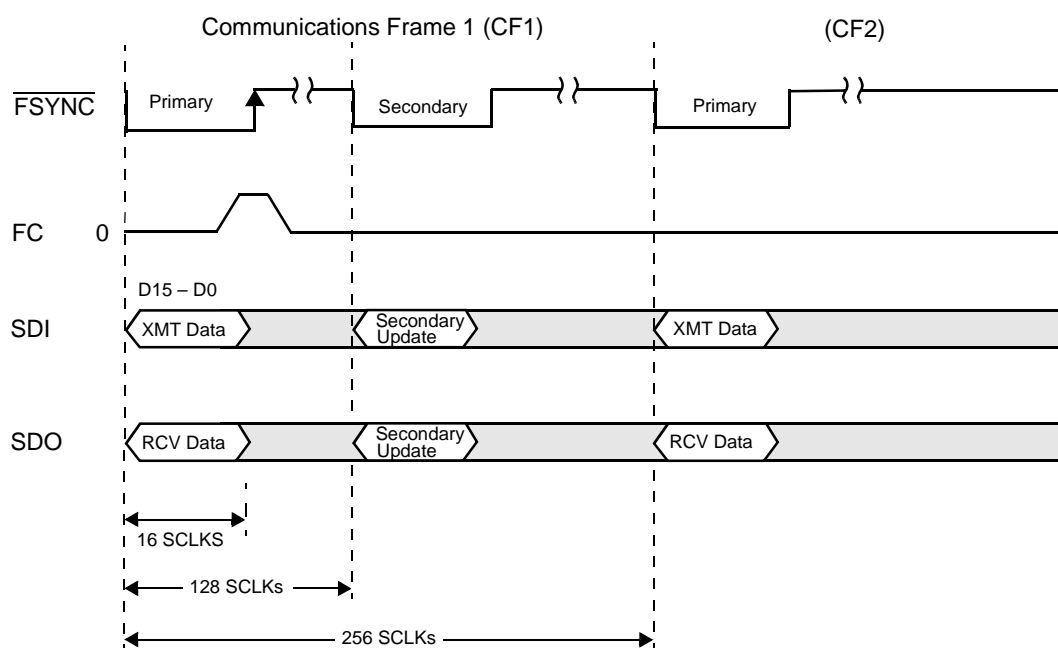 Communications Frame 1 (CF1)
(CF2)
FSYNC
Primary
Secondary
Primary
FC
0
D15 – D0
SDI
XMT Data
Secondary
Update
XMT Data
SDO
RCV Data
Secondary
Update
RCV Data
16 SCLKS
128 SCLKs
256 SCLKs